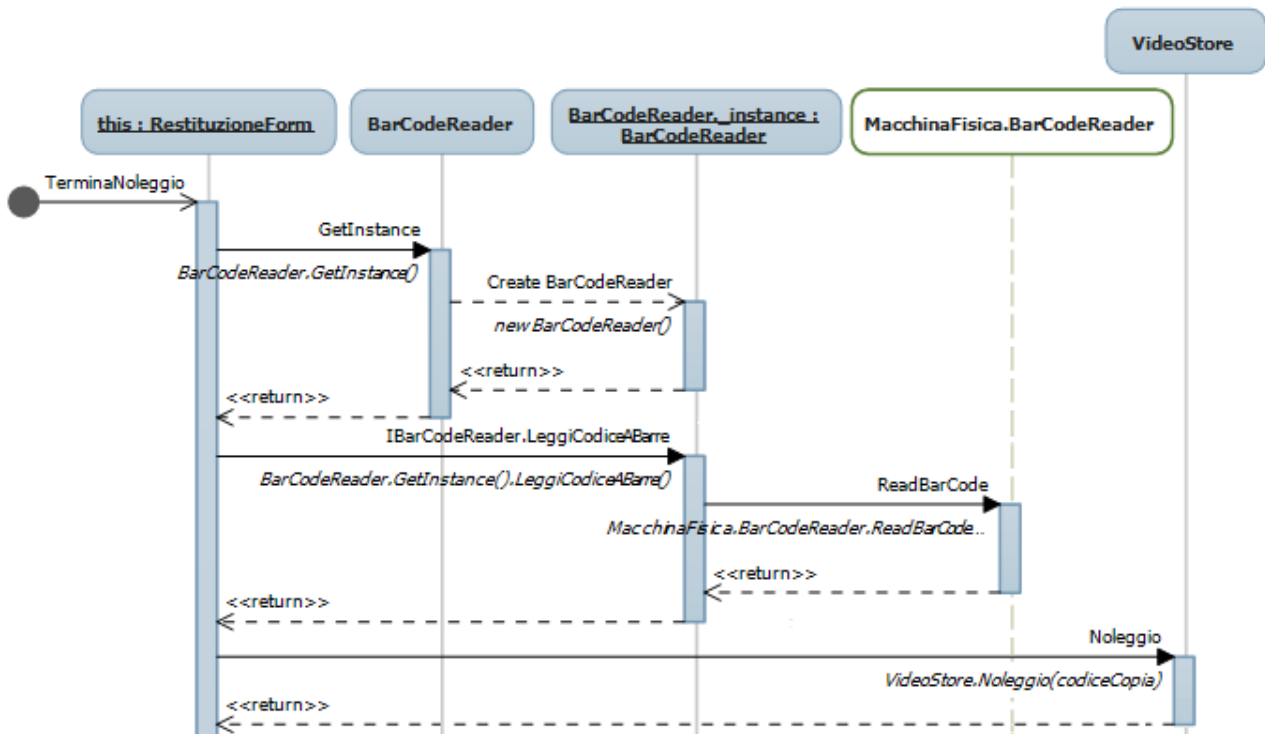 VideoStore
this : RestituzioneForm
BarCodeReader
BarCodeReader._instance :
BarCodeReader
MacchinaFisica.BarCodeReader
TerminaNoleggio
GetInstance
BarCodeReader.GetInstance()
Create BarCodeReader
new BarCodeReader()
<<return>>
<<return>>
IBarCodeReader.LeggiCodiceABarre
BarCodeReader.GetInstance().LeggiCodiceABarre()
ReadBarCode
MacchinaFisica.BarCodeReader.ReadBarCode...
<<return>>
<<return>>
Noleggio
VideoStore.Noleggio(codiceCopia)
<<return>>